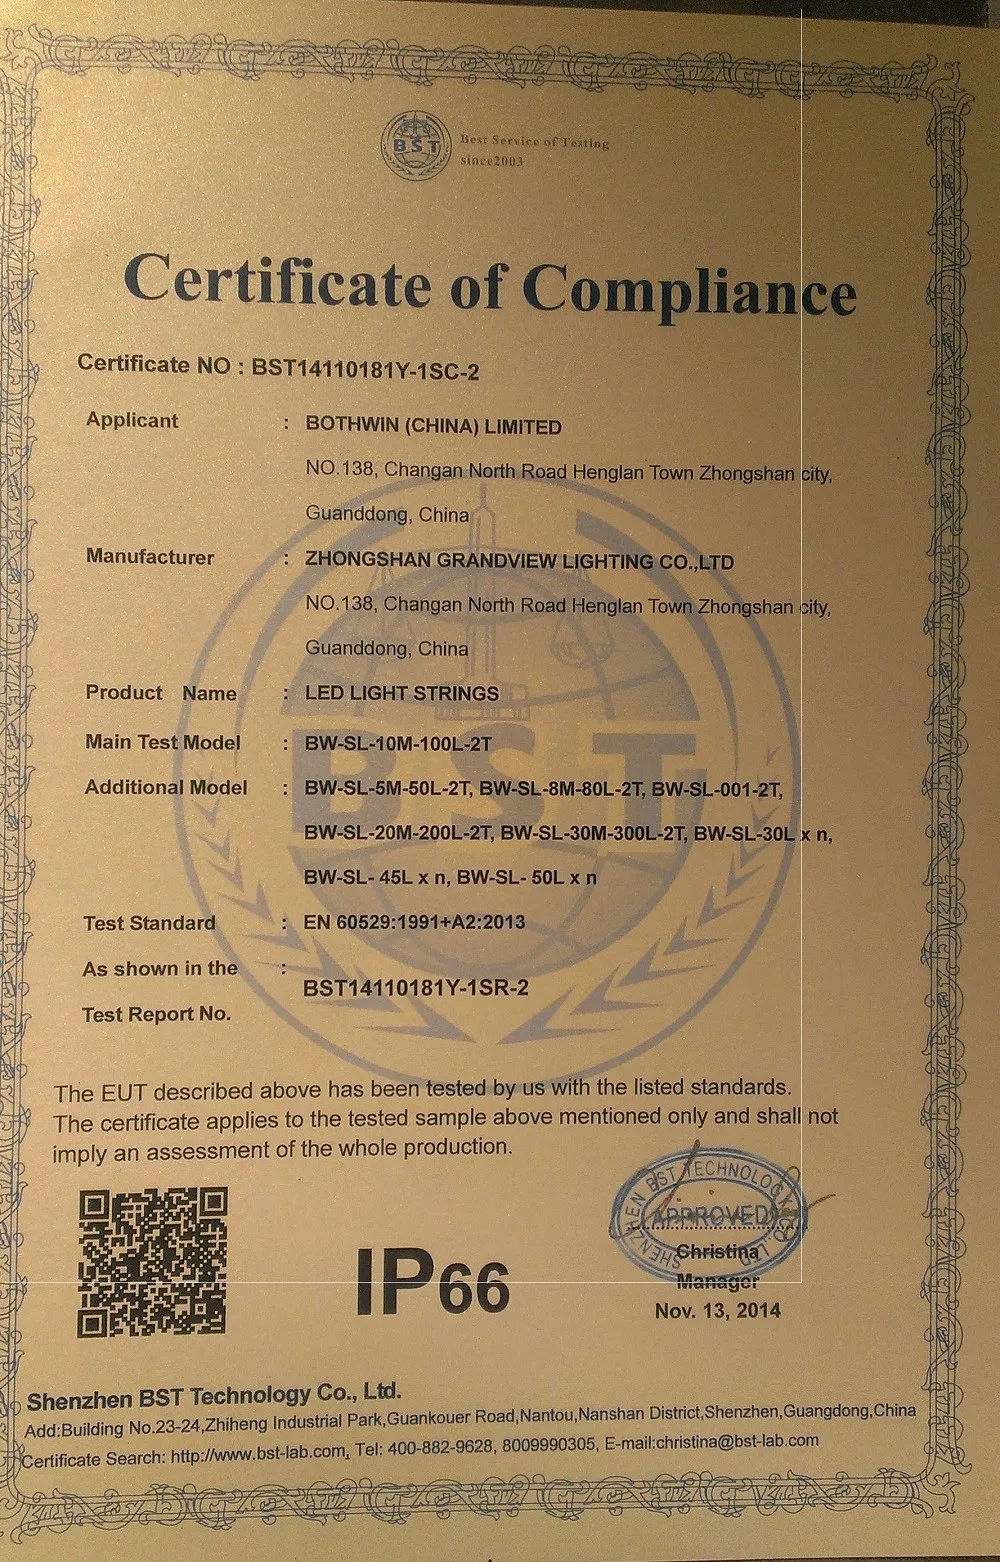 BST
Best Service of Testing
since2003
Certificate of Compliance
Certificate NO : BST14110181Y-1SC-2
Applicant : BOTHWIN (CHINA) LIMITED
NO.138, Changan North Road Henglan Town Zhongshan city,
Guanddong, China
Manufacturer : ZHONGSHAN GRANDVIEW LIGHTING CO.,LTD
NO.138, Changan North Road Henglan Town Zhongshan city,
Guanddong, China
Product Name : LED LIGHT STRINGS
Main Test Model : BW-SL-10M-100L-2T
BST
Additional Model : BW-SL-5M-50L-2T, BW-SL-8M-80L-2T, BW-SL-001-2T,
BW-SL-20M-200L-2T, BW-SL-30M-300L-2T, BW-SL-30L x n,
BW-SL- 45L x n, BW-SL- 50L x n
Test Standard : EN 60529:1991+A2:2013
As shown in the :
BST14110181Y-1SR-2
Test Report No.
The EUT described above has been tested by us with the listed standards.
The certificate applies to the tested sample above mentioned only and shall not
imply an assessment of the whole production.
SHENZHEN BST TECHNOLOGY CO., LTD
APPROVED
IP66
Christina
Manager
Nov. 13, 2014
Shenzhen BST Technology Co., Ltd.
Add:Building No.23-24,Zhiheng Industrial Park,Guankouer Road,Nantou,Nanshan District,Shenzhen,Guangdong,China
Certificate Search: http://www.bst-lab.com, Tel: 400-882-9628, 8009990305, E-mail:christina@bst-lab.com